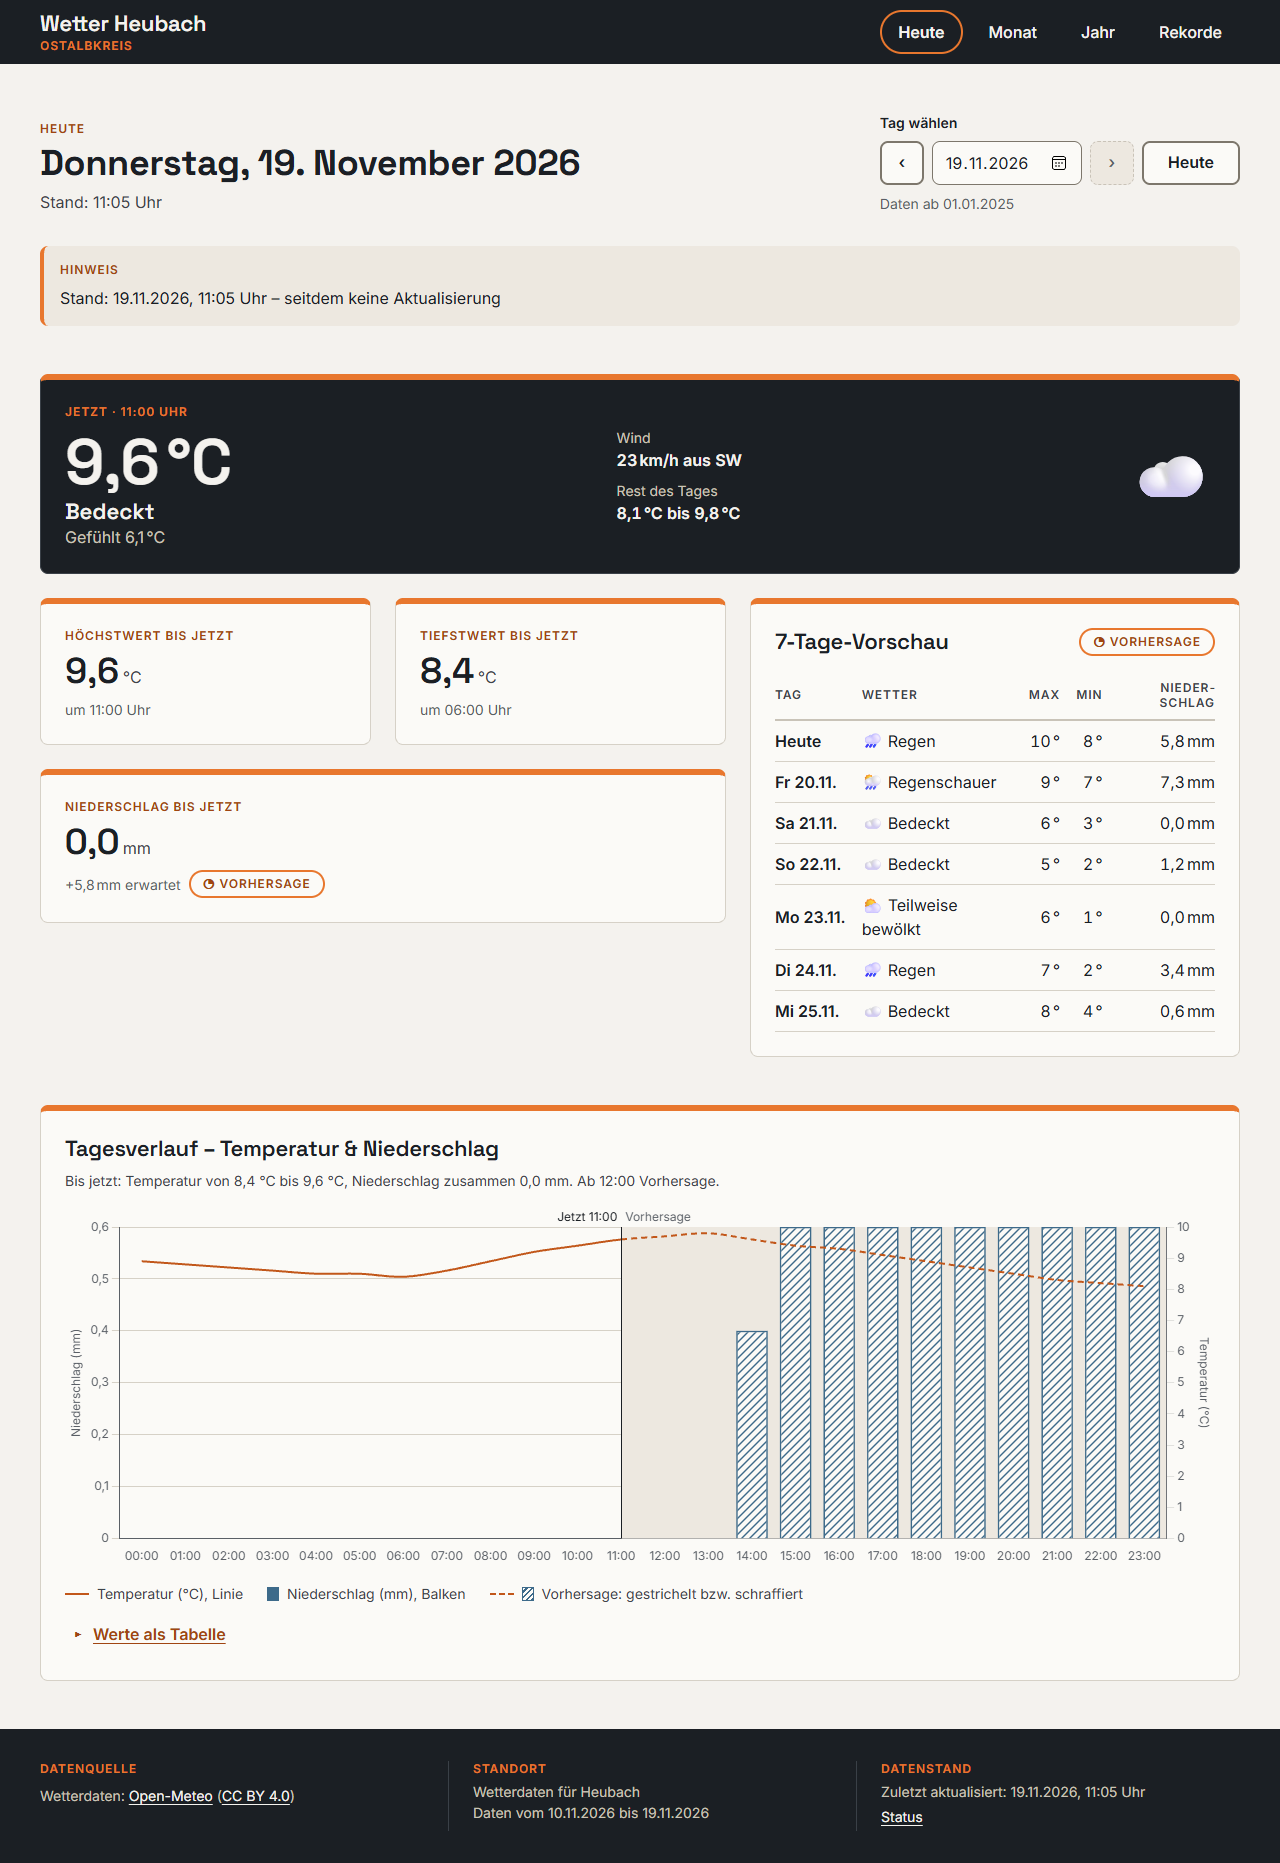 Wetter Heubach
OSTALBKREIS
Heute
Monat
Jahr
Rekorde
HEUTE
Donnerstag, 19. November 2026
Stand: 11:05 Uhr
Tag wählen
‹
19.11.2026
›
Heute
Daten ab 01.01.2025
HINWEIS
Stand: 19.11.2026, 11:05 Uhr – seitdem keine Aktualisierung
JETZT · 11:00 UHR
9,6 °C
Bedeckt
Gefühlt 6,1 °C
Wind
23 km/h aus SW
Rest des Tages
8,1 °C bis 9,8 °C
HÖCHSTWERT BIS JETZT
9,6 °C
um 11:00 Uhr
TIEFSTWERT BIS JETZT
8,4 °C
um 06:00 Uhr
NIEDERSCHLAG BIS JETZT
0,0 mm
+5,8 mm erwartet VORHERSAGE
7-Tage-Vorschau
VORHERSAGE
TAG WETTER MAX MIN NIEDER-
SCHLAG
Heute Regen 10 ° 8 ° 5,8 mm
Fr 20.11. Regenschauer 9 ° 7 ° 7,3 mm
Sa 21.11. Bedeckt 6 ° 3 ° 0,0 mm
So 22.11. Bedeckt 5 ° 2 ° 1,2 mm
Mo 23.11. Teilweise
bewölkt 6 ° 1 ° 0,0 mm
Di 24.11. Regen 7 ° 2 ° 3,4 mm
Mi 25.11. Bedeckt 8 ° 4 ° 0,6 mm
Tagesverlauf – Temperatur & Niederschlag
Bis jetzt: Temperatur von 8,4 °C bis 9,6 °C, Niederschlag zusammen 0,0 mm. Ab 12:00 Vorhersage.
Jetzt 11:00 Vorhersage
Niederschlag (mm)
0,6
0,5
0,4
0,3
0,2
0,1
0
10
9
8
7
6
5
4
3
2
1
0
Temperatur (°C)
00:00 01:00 02:00 03:00 04:00 05:00 06:00 07:00 08:00 09:00 10:00 11:00 12:00 13:00 14:00 15:00 16:00 17:00 18:00 19:00 20:00 21:00 22:00 23:00
Temperatur (°C), Linie
Niederschlag (mm), Balken
Vorhersage: gestrichelt bzw. schraffiert
Werte als Tabelle
DATENQUELLE
Wetterdaten: Open-Meteo (CC BY 4.0)
STANDORT
Wetterdaten für Heubach
Daten vom 10.11.2026 bis 19.11.2026
DATENSTAND
Zuletzt aktualisiert: 19.11.2026, 11:05 Uhr
Status